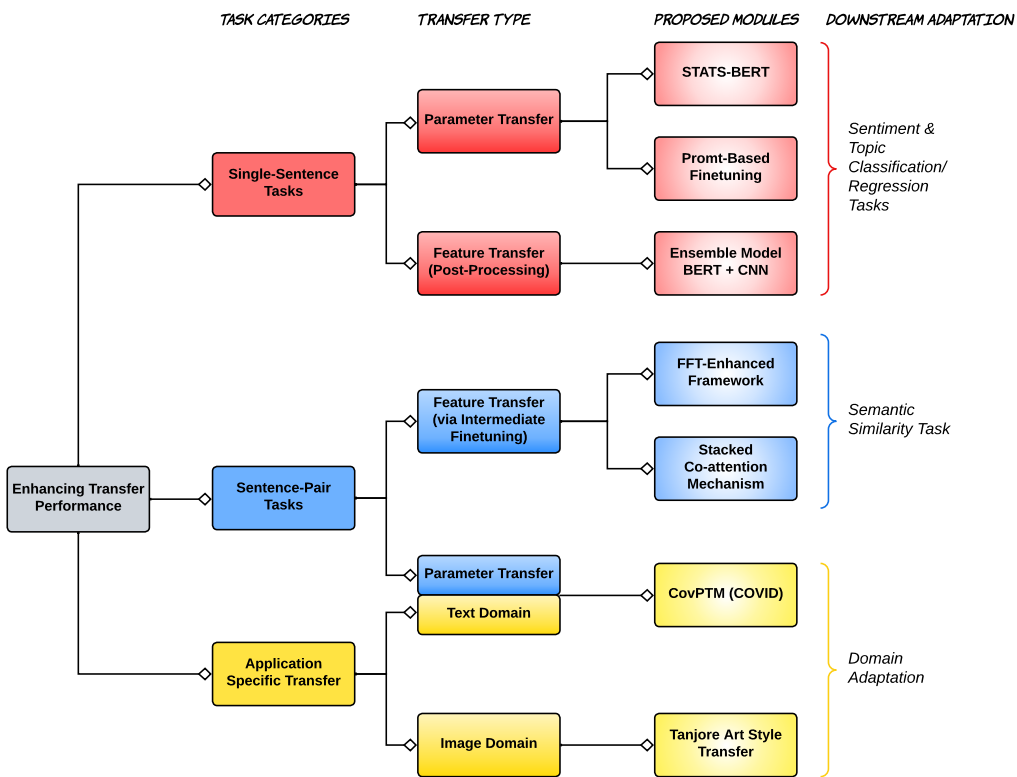 TASK CATEGORIES
TRANSFER TYPE
PROPOSED MODULES
DOWNSTREAM ADAPTATION
STATS-BERT
Parameter Transfer
Promt-Based
Finetuning
Single-Sentence
Tasks
Sentiment &
Topic
Classification/
Regression
Tasks
Feature Transfer
(Post-Processing)
Ensemble Model
BERT + CNN
FFT-Enhanced
Framework
Feature Transfer
(via Intermediate
Finetuning)
Semantic
Similarity Task
Stacked
Co-attention
Mechanism
Enhancing Transfer
Performance
Sentence-Pair
Tasks
Parameter Transfer
Text Domain
CovPTM (COVID)
Application
Specific Transfer
Domain
Adaptation
Image Domain
Tanjore Art Style
Transfer